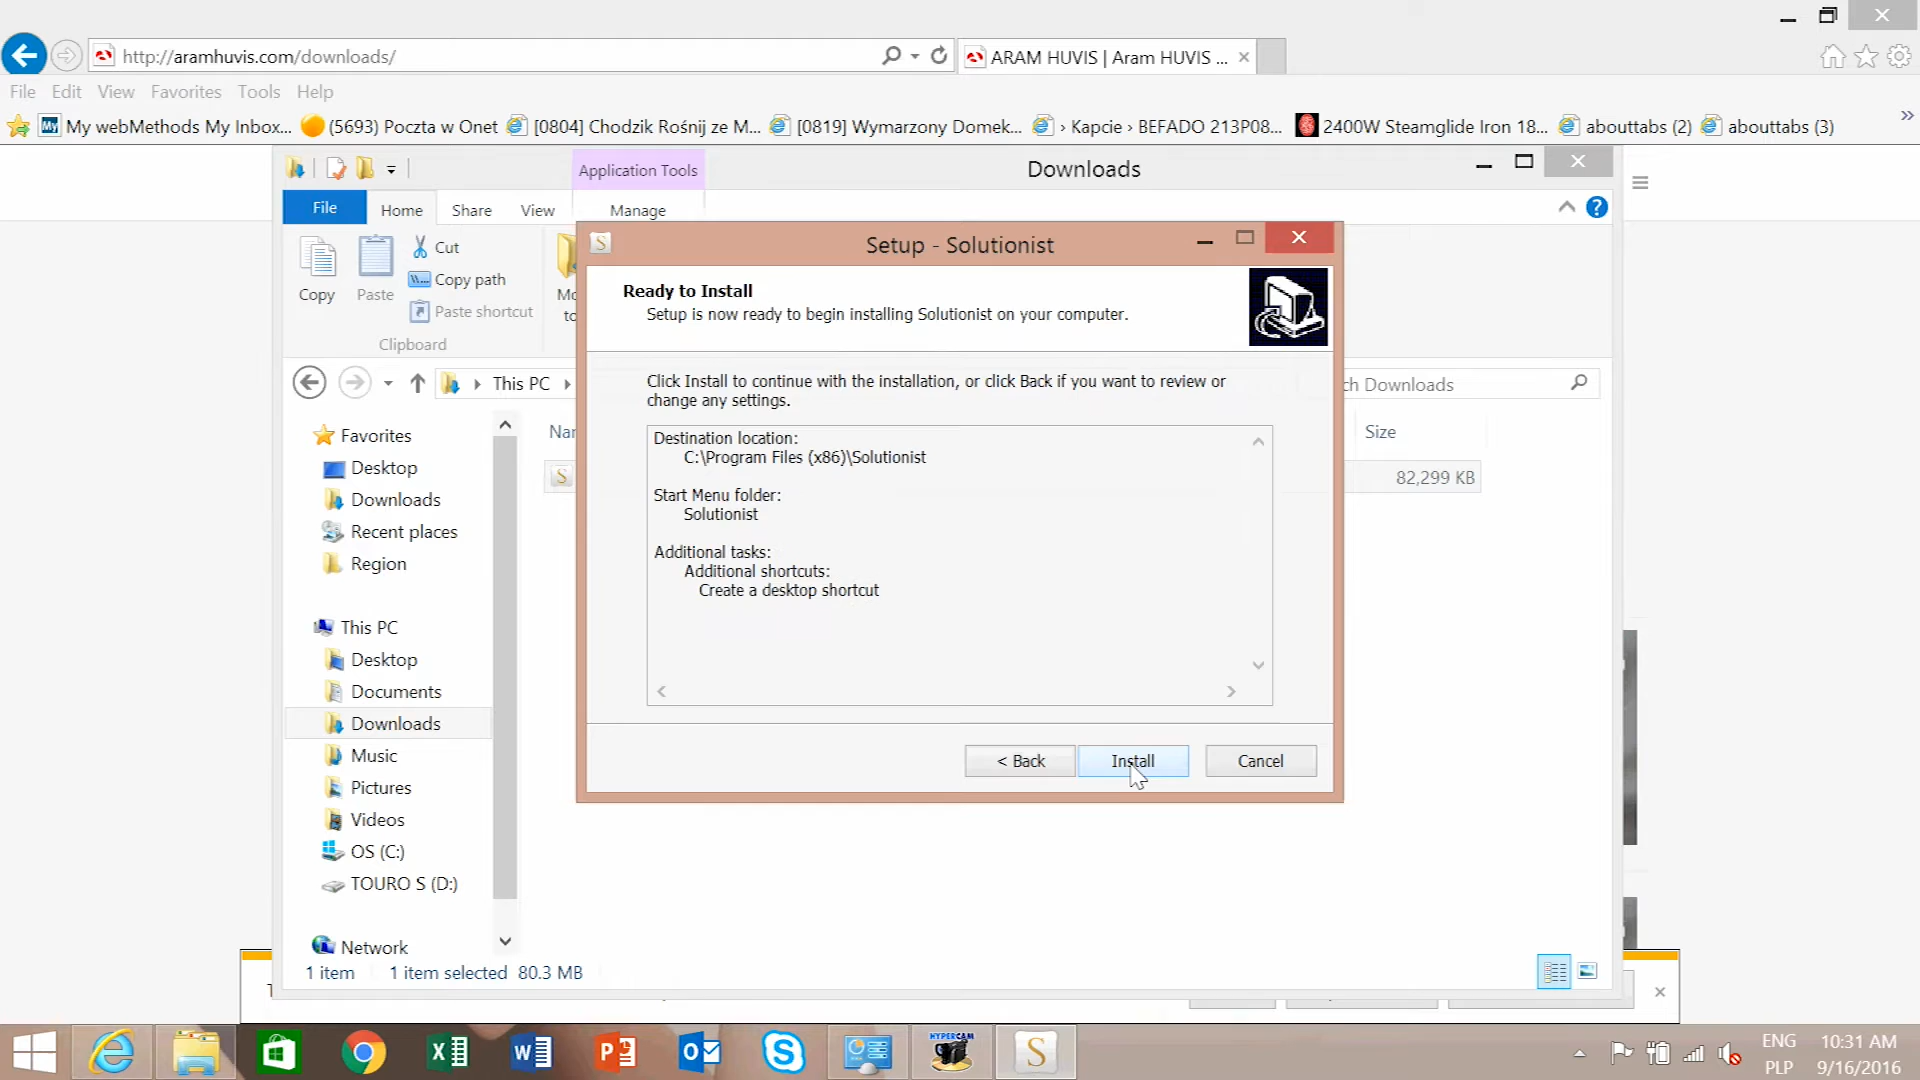 http://aramhuvis.com/downloads/
ARAM HUVIS | Aram HUVIS ...
File Edit View Favorites Tools Help
My webMethods My Inbox...
(5693) Poczta w Onet
[0804] Chodzik Rośnij ze M...
[0819] Wymarzony Domek...
› Kapcie › BEFADO 213P08...
2400W Steamglide Iron 18...
abouttabs (2)
abouttabs (3)
Application Tools
Downloads
File Home Share View Manage
Copy
Paste
Cut
Copy path
Paste shortcut
Clipboard
Mo
to
This PC
ch Downloads
Favorites
Desktop
Downloads
Recent places
Region
This PC
Desktop
Documents
Downloads
Music
Pictures
Videos
OS (C:)
TOURO S (D:)
Network
Nar
Size
82,299 KB
1 item 1 item selected 80.3 MB
Setup - Solutionist
Ready to Install
Setup is now ready to begin installing Solutionist on your computer.
Click Install to continue with the installation, or click Back if you want to review or
change any settings.
Destination location:
C:\Program Files (x86)\Solutionist
Start Menu folder:
Solutionist
Additional tasks:
Additional shortcuts:
Create a desktop shortcut
< Back
Install
Cancel
HYPERCAM
ENG
PLP
10:31 AM
9/16/2016